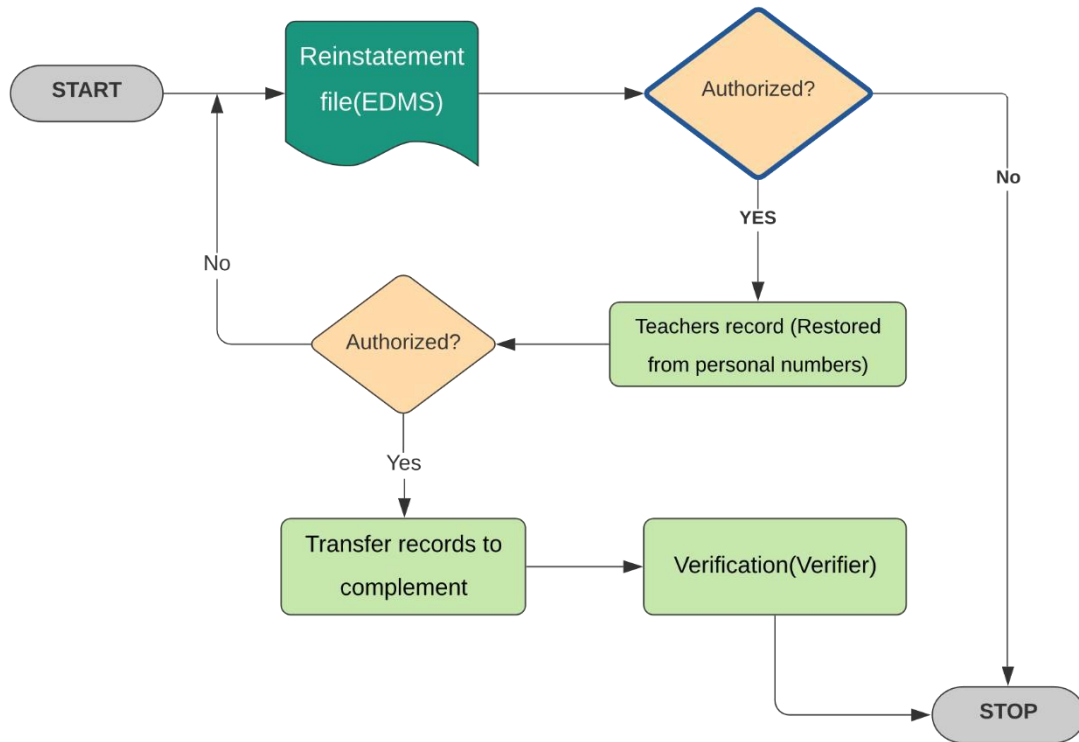 START
Reinstatement
file(EDMS)
Authorized?
No
YES
No
Authorized?
Teachers record (Restored
from personal numbers)
Yes
Transfer records to
complement
Verification(Verifier)
STOP